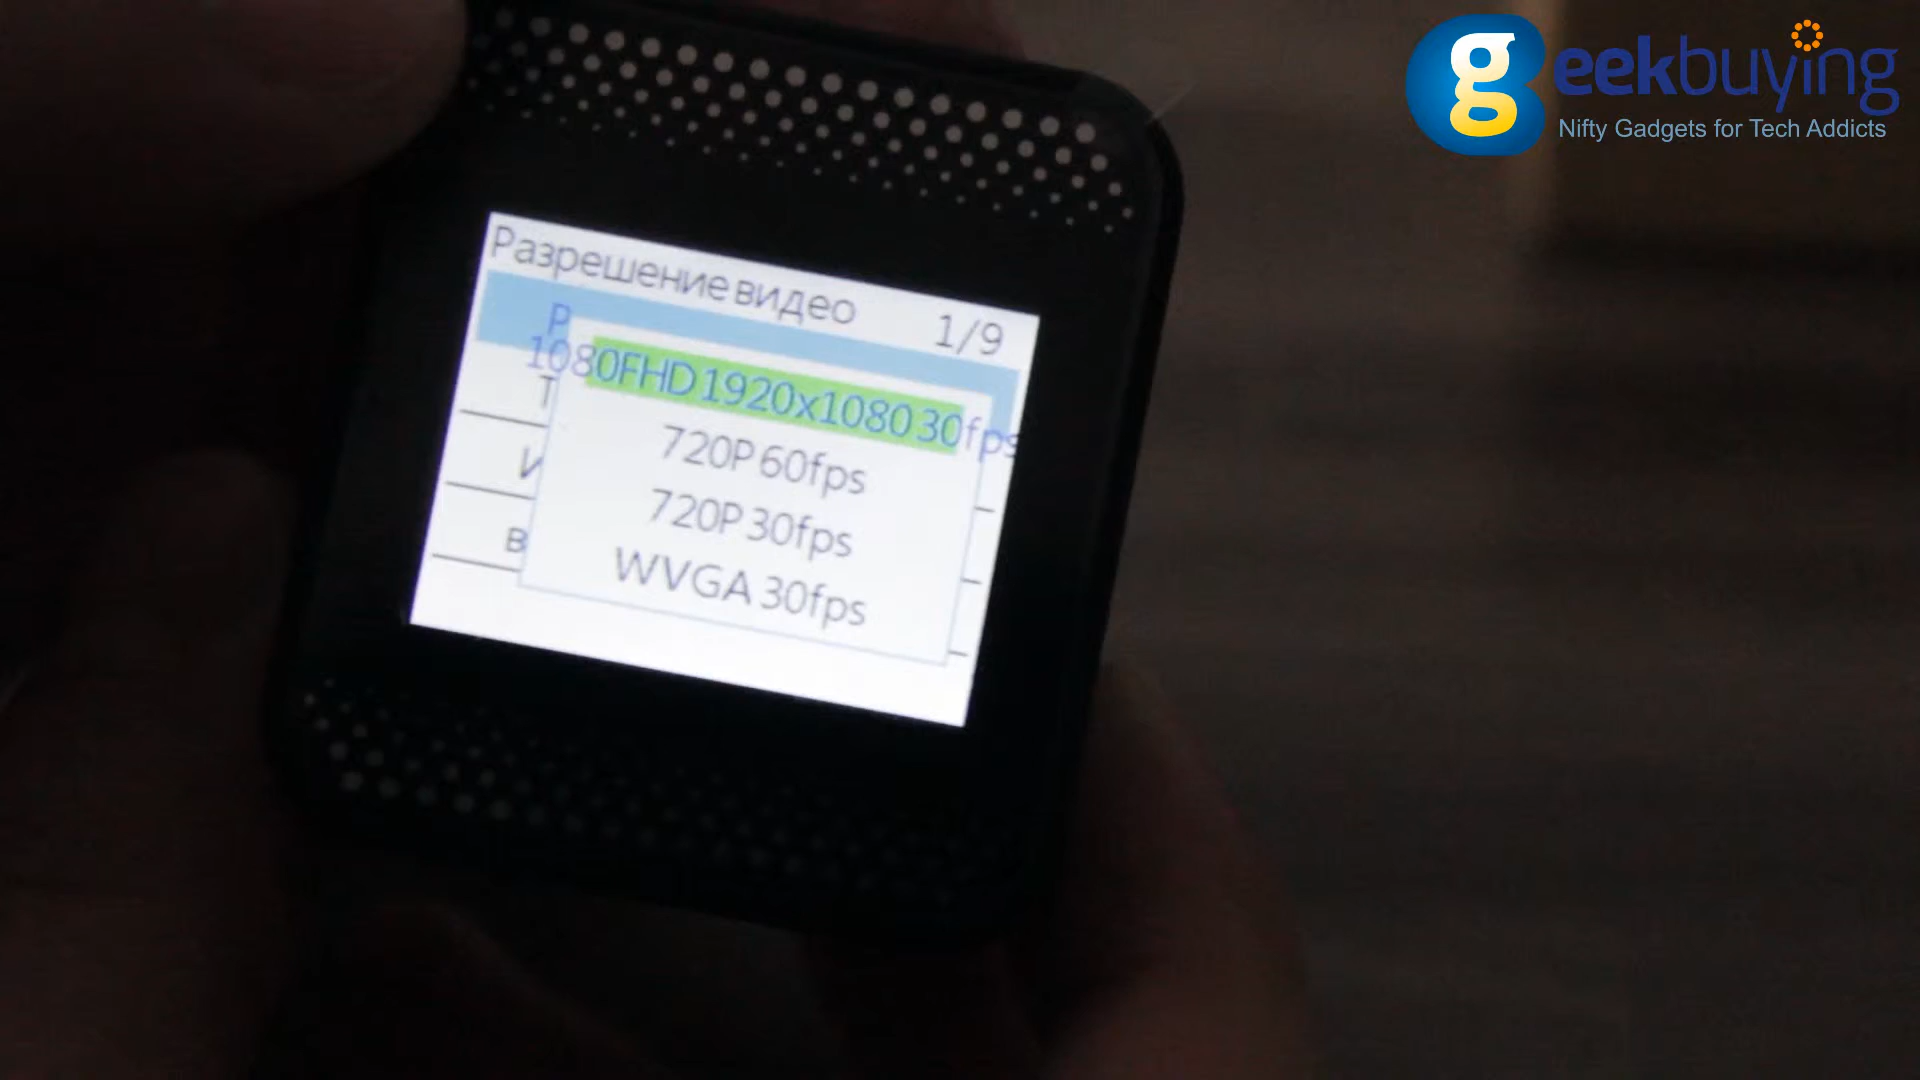 geekbuying
Nifty Gadgets for Tech Addicts
Разрешение видео 1/9
Р
1080FHD 1920x1080 30fps
Т
720P 60fps
И
720P 30fps
в
WVGA 30fps